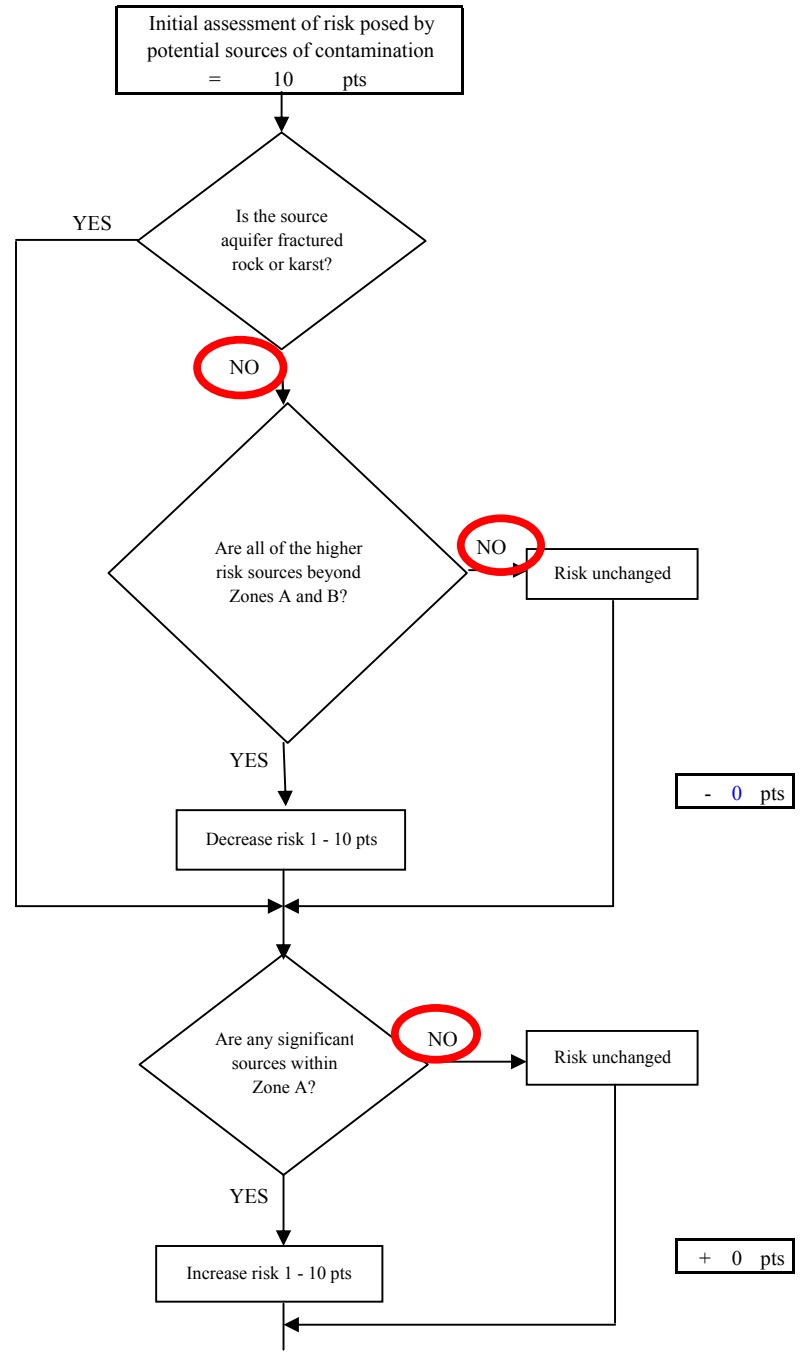 Initial assessment of risk posed by
potential sources of contamination
= 10 pts
YES
Is the source
aquifer fractured
rock or karst?
NO
Are all of the higher
risk sources beyond
Zones A and B?
NO
Risk unchanged
YES
- 0 pts
Decrease risk 1 - 10 pts
Are any significant
sources within
Zone A?
NO
Risk unchanged
YES
+ 0 pts
Increase risk 1 - 10 pts